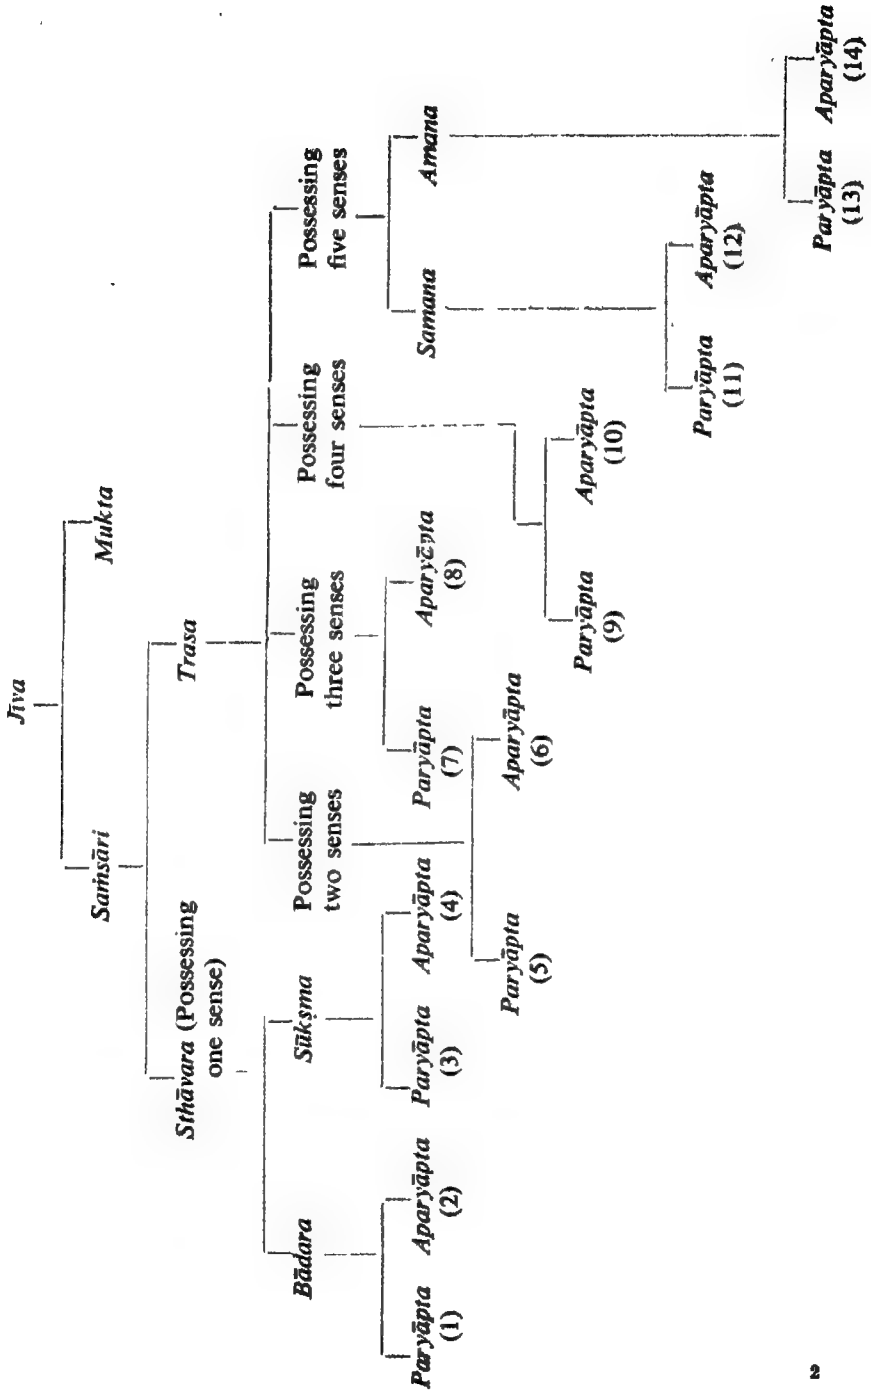 Jīva
Saṁsāri Mukta
Sthāvara (Possessing
one sense)
Trasa
Bādara Sūkṣma
Possessing
two senses
Possessing
three senses
Possessing
four senses
Possessing
five senses
Paryāpta
(1)
Aparyāpta
(2)
Paryāpta
(3)
Aparyāpta
(4)
Paryāpta
(7)
Aparyāpta
(8)
Samana Amana
Paryāpta
(5)
Aparyāpta
(6)
Paryāpta
(9)
Aparyāpta
(10)
Paryāpta
(11)
Aparyāpta
(12)
Paryāpta
(13)
Aparyāpta
(14)
2